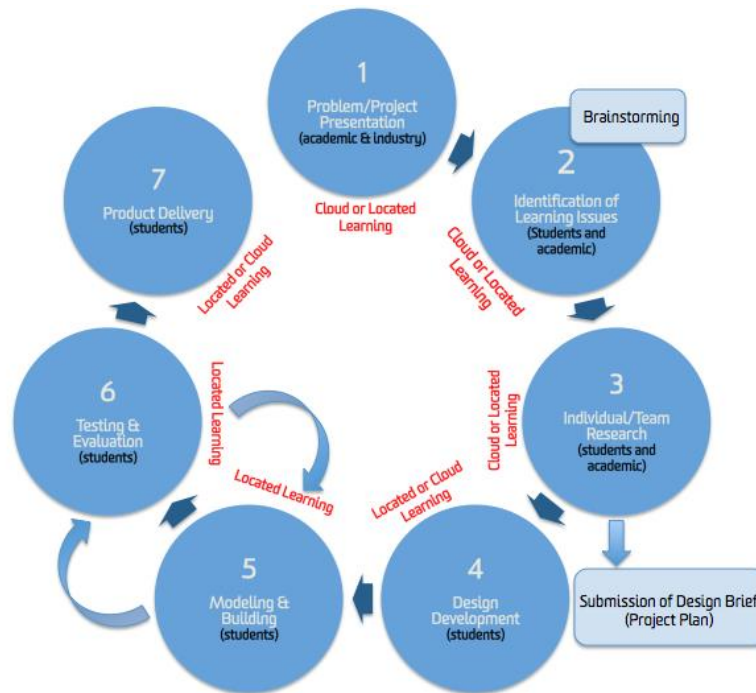 1
Problem/Project
Presentation
(academic & industry)
Cloud or Located
Learning
Brainstorming
2
Identification of
Learning Issues
(Students and
academic)
Cloud or Located
Learning
3
Individual/Team
Research
(students and
academic)
Cloud or Located
Learning
Submission of Design Brief
(Project Plan)
4
Design
Development
(students)
Located or Cloud
Learning
5
Modeling &
Building
(students)
Located Learning
6
Testing &
Evaluation
(students)
Located Learning
7
Product Delivery
(students)
Located or Cloud
Learning